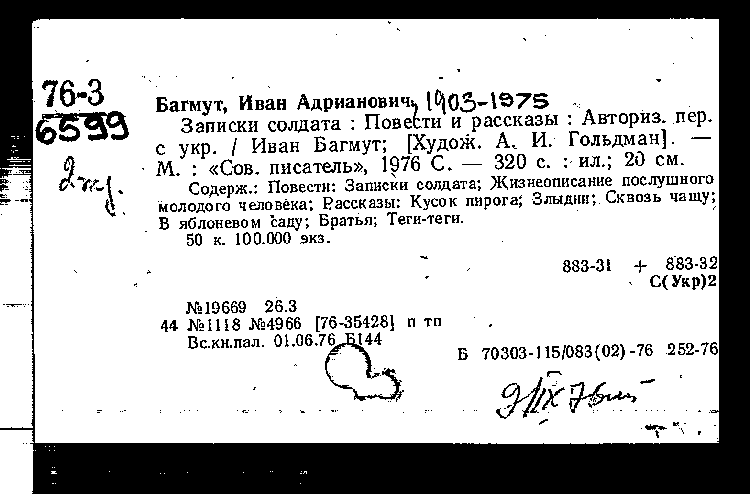 76-3
6599
2 экз.
Багмут, Иван Адрианович, 1903-1975
Записки солдата : Повести и рассказы : Авториз. пер.
с укр. / Иван Багмут; [Худож. А. И. Гольдман]. —
М. : «Сов. писатель», 1976 С. — 320 с. : ил.; 20 см.
Содерж.: Повести: Записки солдата; Жизнеописание послушного
молодого человека; Рассказы: Кусок пирога; Злыдни; Сквозь чащу;
В яблоневом саду; Братья; Теги-теги.
50 к. 100.000 экз.
883-31 + 883-32
С(Укр)2
№19669 26.3
44 №1118 №4966 [76-35428] п тп
Вс.кн.пал. 01.06.76 Б144
Б 70303-115/083(02)-76 252-76